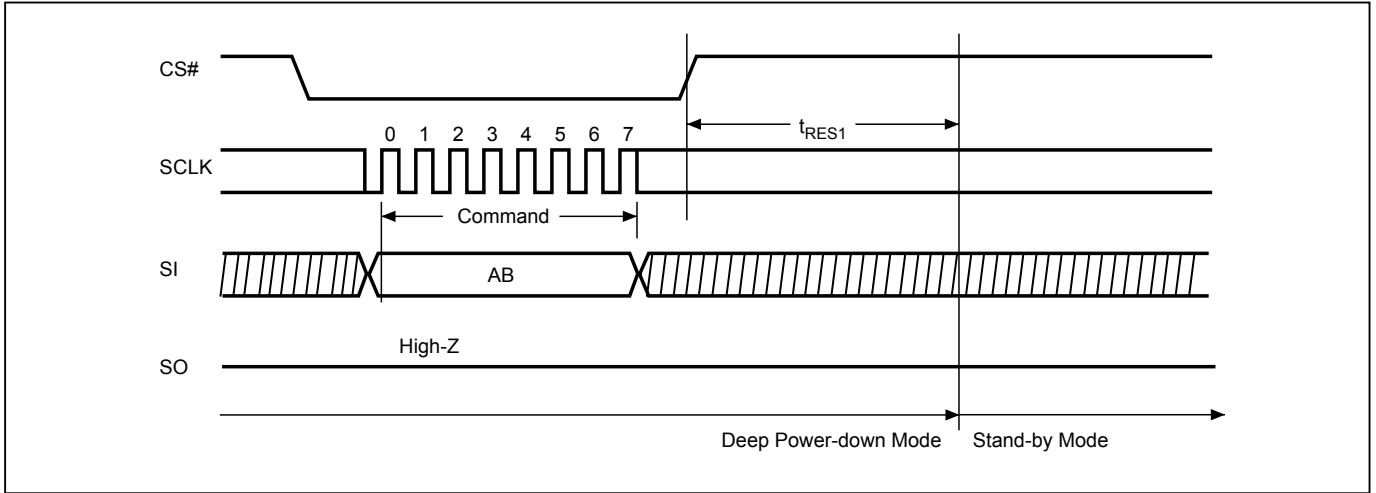 CS#
t_RES1
0 1 2 3 4 5 6 7
SCLK
Command
SI
AB
High-Z
SO
Deep Power-down Mode Stand-by Mode